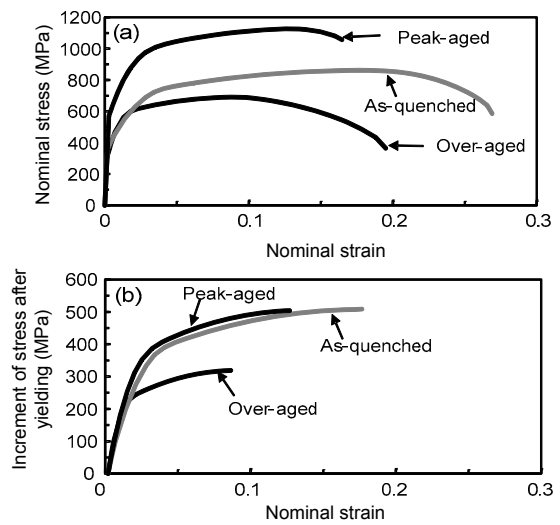 Nominal stress (MPa)
1200
1000
800
600
400
200
0
(a)
Peak-aged
As-quenched
Over-aged
0
0.1
0.2
0.3
Nominal strain
Increment of stress after
yielding (MPa)
600
500
400
300
200
100
0
(b)
Peak-aged
As-quenched
Over-aged
0
0.1
0.2
0.3
Nominal strain